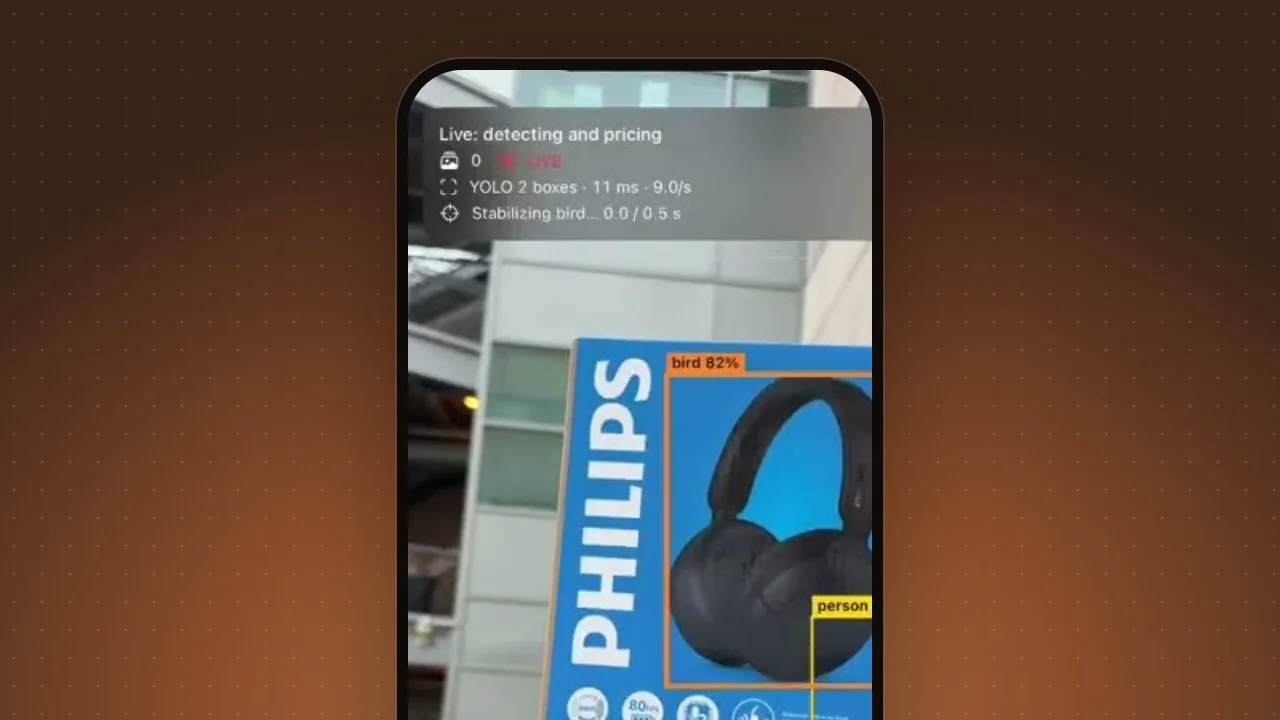 Live: detecting and pricing
0 LIVE
YOLO 2 boxes · 11 ms · 9.0/s
Stabilizing bird... 0.0 / 0.5 s
bird 82%
PHILIPS
person
80hrs